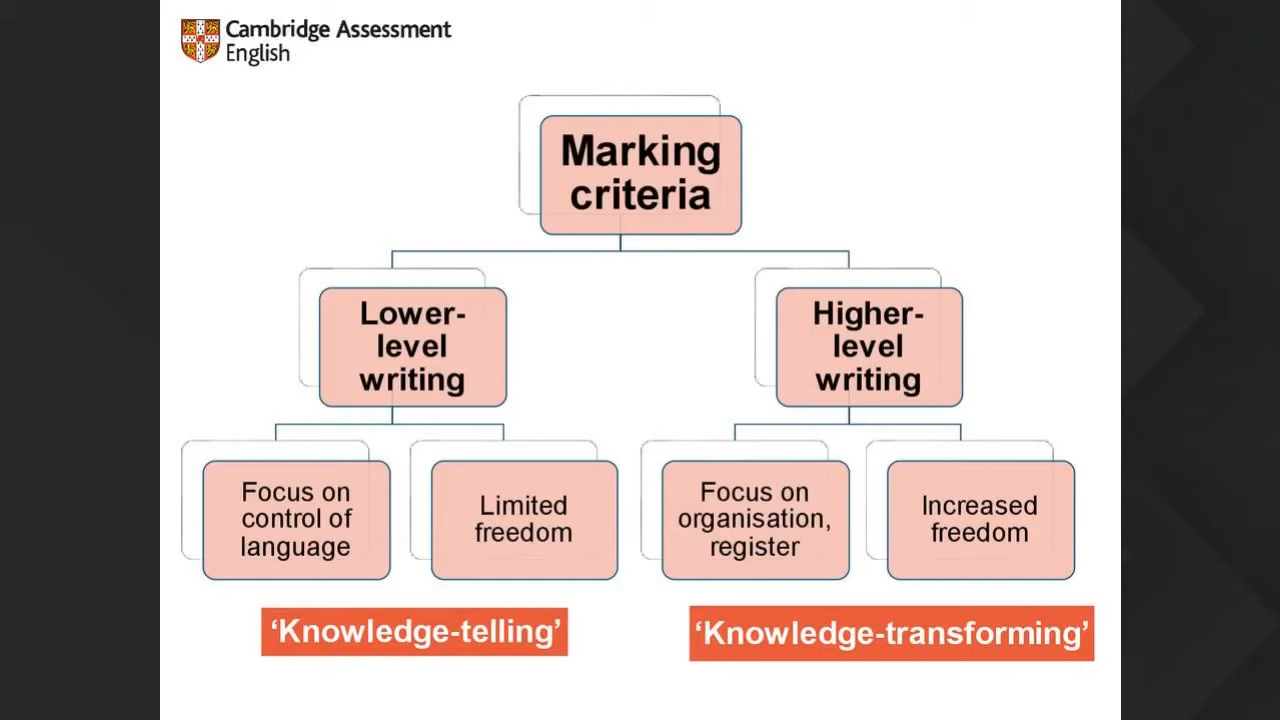 Cambridge Assessment
English
Marking
criteria
Lower-
level
writing
Higher-
level
writing
Focus on
control of
language
Limited
freedom
Focus on
organisation,
register
Increased
freedom
‘Knowledge-telling’
‘Knowledge-transforming’